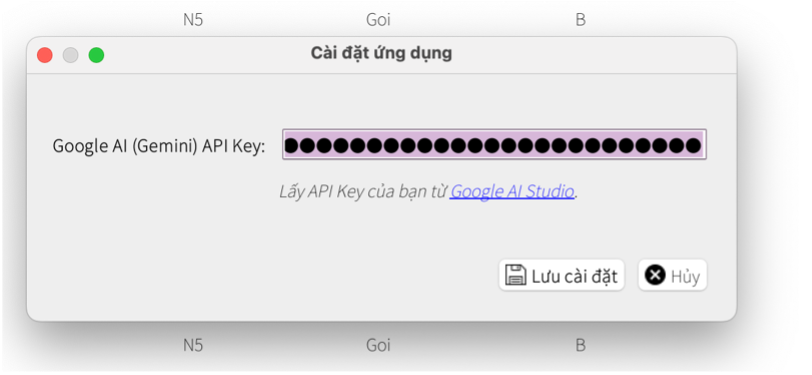 N5 Goi B
Cài đặt ứng dụng
Google AI (Gemini) API Key:
Lấy API Key của bạn từ Google AI Studio.
Lưu cài đặt Hủy
N5 Goi B